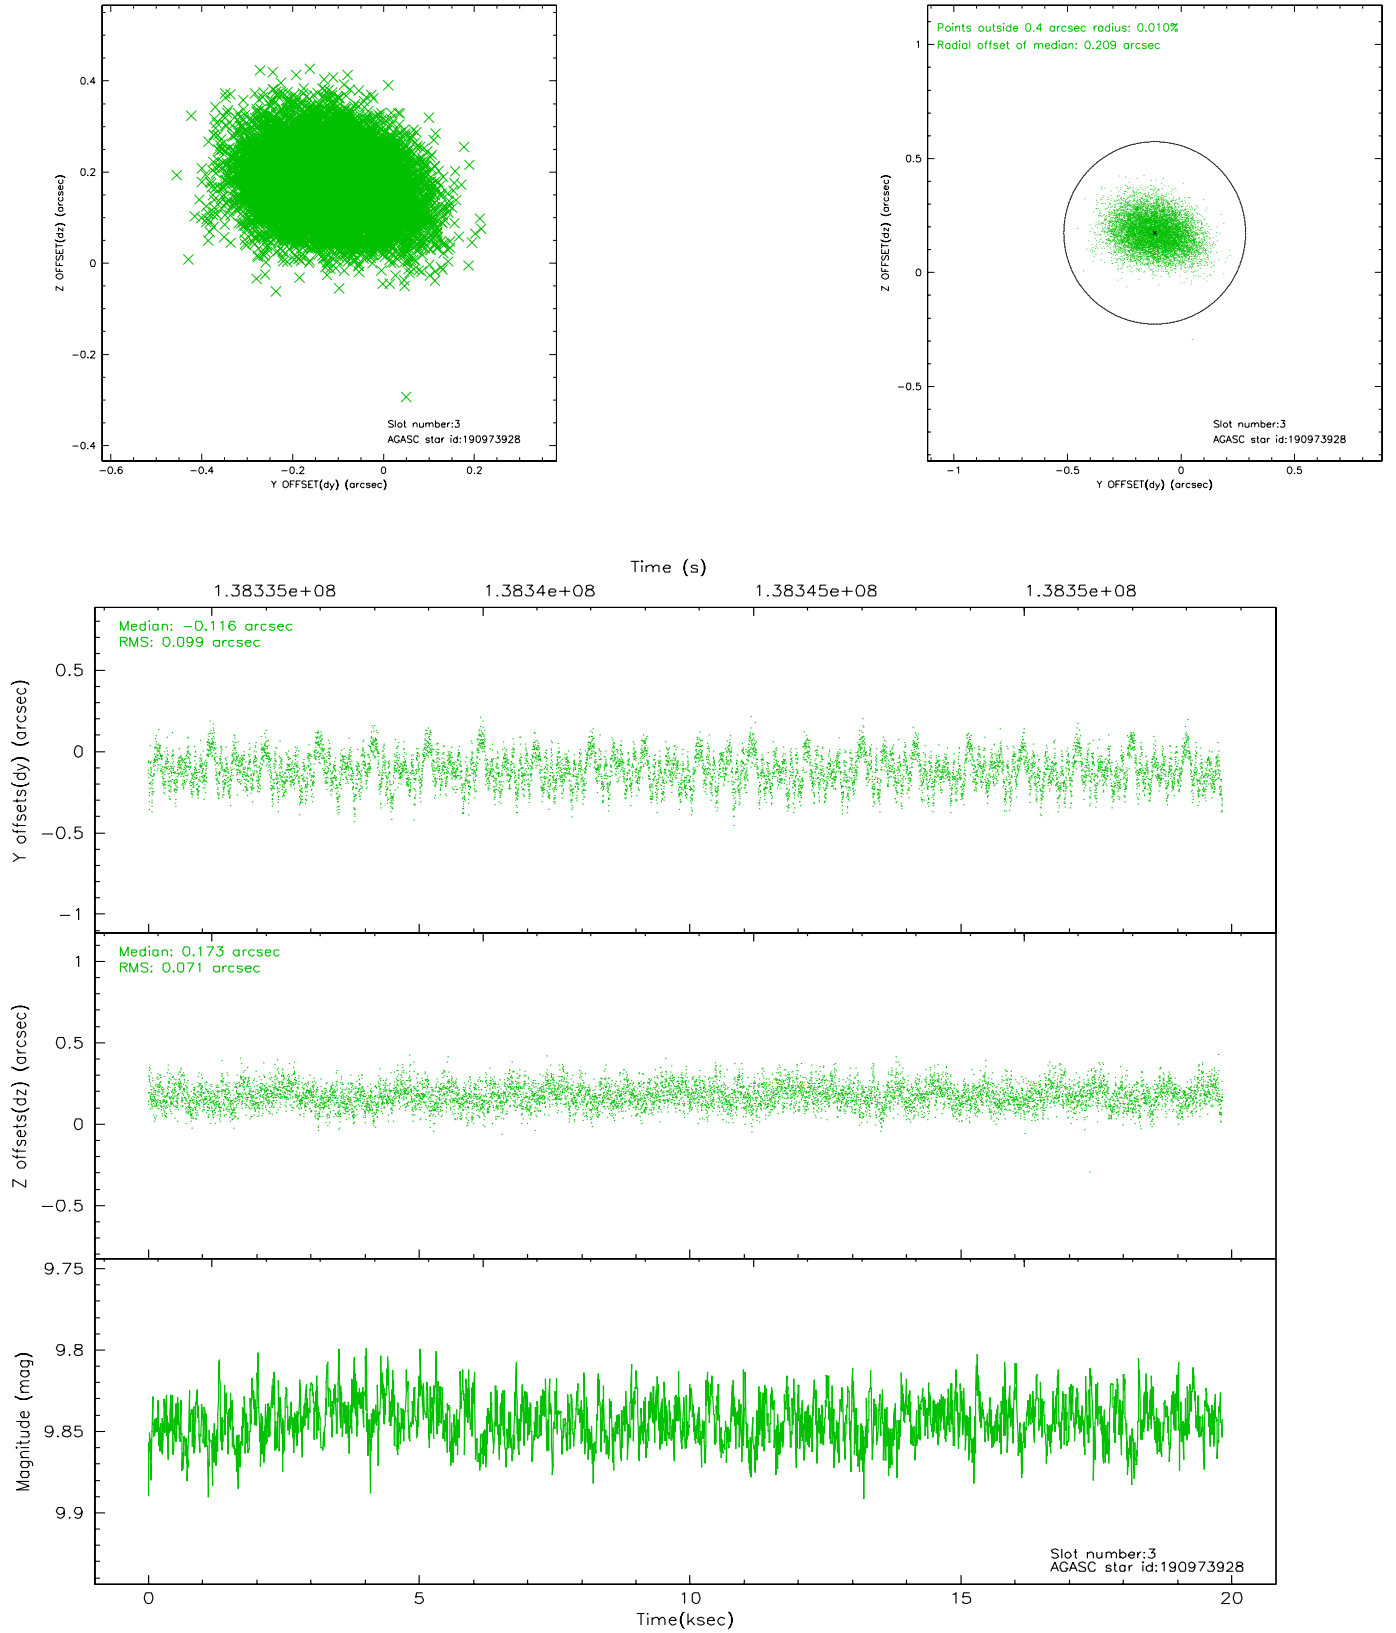 0.4
0.2
0
−0.2
−0.4
Z OFFSET(dz) (arcsec)
Slot number:3
AGASC star id:190973928
−0.6 −0.4 −0.2 0 0.2
Y OFFSET(dy) (arcsec)
Points outside 0.4 arcsec radius: 0.010%
Radial offset of median: 0.209 arcsec
1
0.5
0
−0.5
Z OFFSET(dz) (arcsec)
Slot number:3
AGASC star id:190973928
−1 −0.5 0 0.5
Y OFFSET(dy) (arcsec)
Time (s)
1.38335e+08 1.3834e+08 1.38345e+08 1.3835e+08
Median: −0.116 arcsec
RMS: 0.099 arcsec
0.5
0
−0.5
−1
Y offsets(dy) (arcsec)
Median: 0.173 arcsec
RMS: 0.071 arcsec
1
0.5
0
−0.5
Z offsets(dz) (arcsec)
9.75
9.8
9.85
9.9
Magnitude (mag)
Slot number:3
AGASC star id:190973928
0 5 10 15 20
Time(ksec)